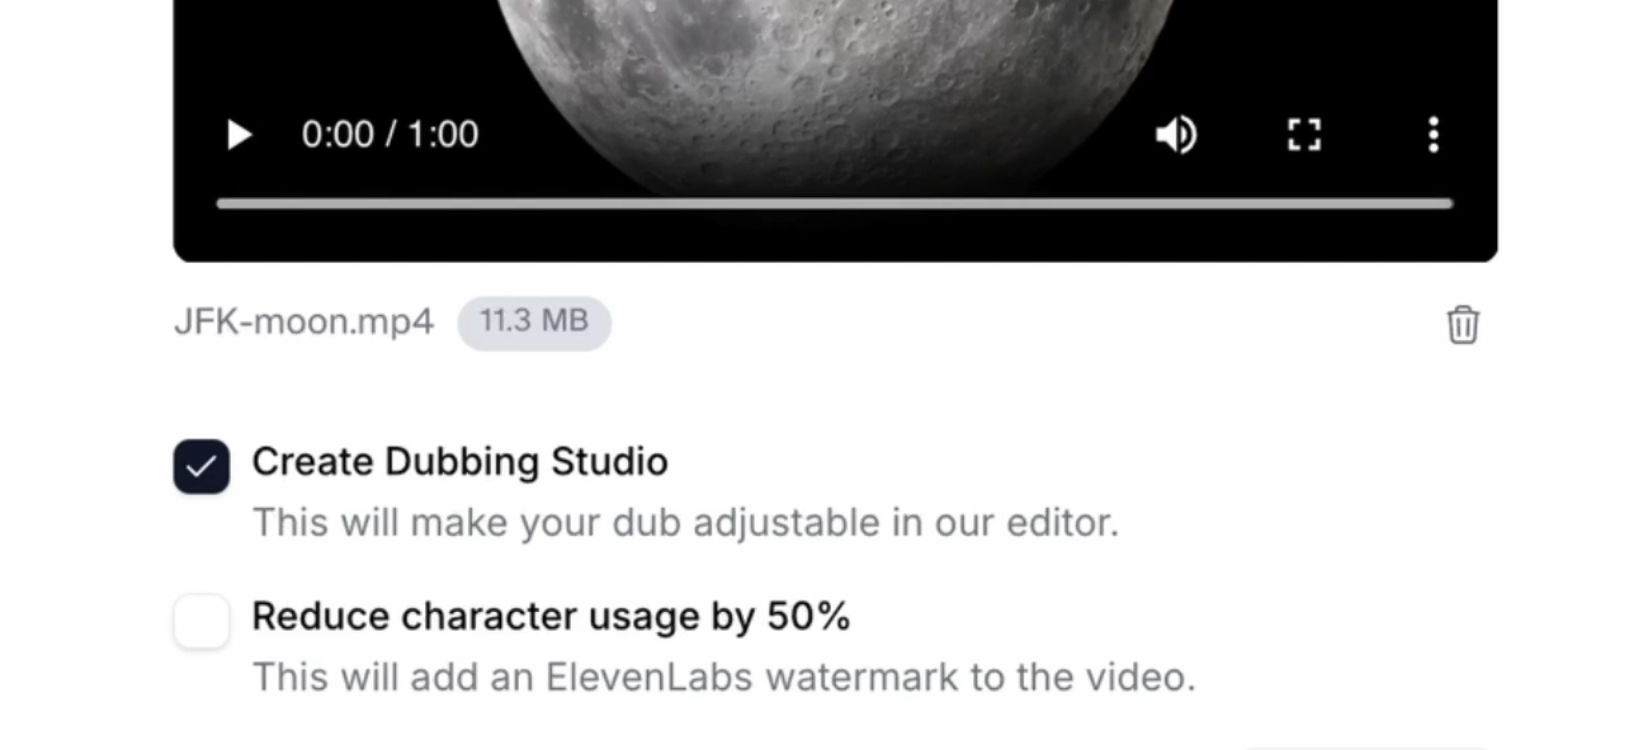 0:00 / 1:00
JFK-moon.mp4 11.3 MB
Create Dubbing Studio
This will make your dub adjustable in our editor.
Reduce character usage by 50%
This will add an ElevenLabs watermark to the video.